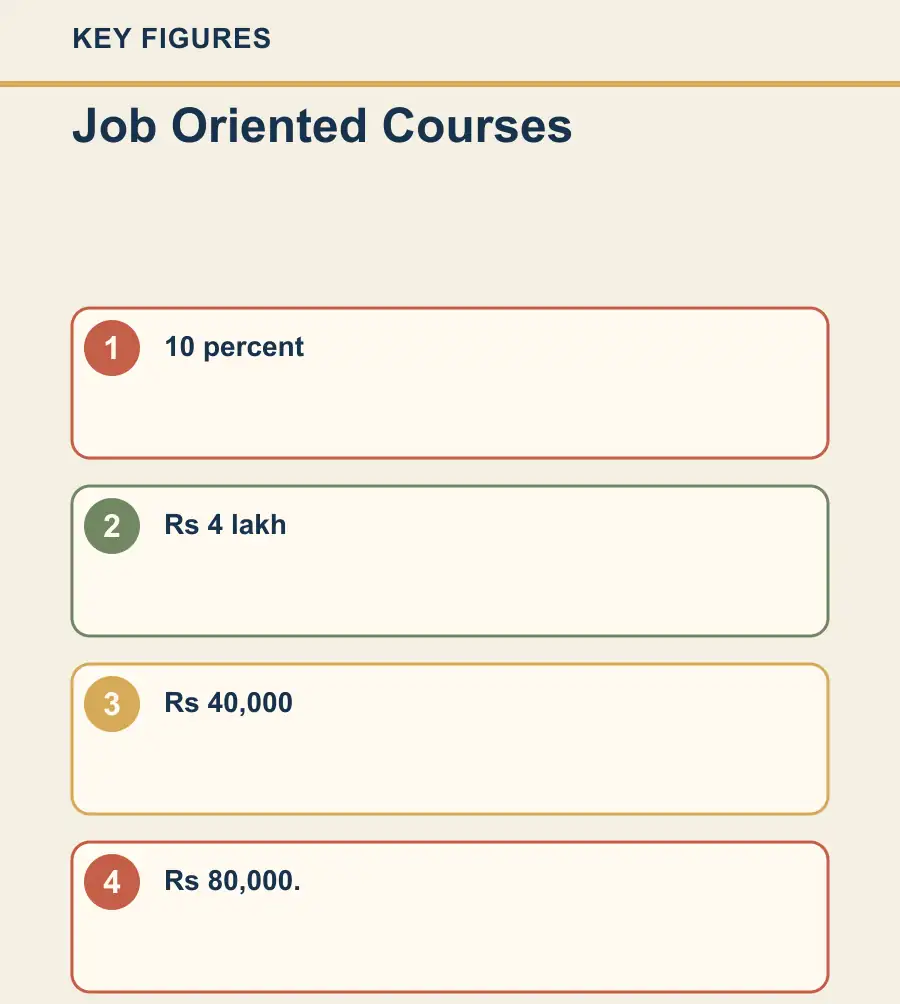 KEY FIGURES
Job Oriented Courses
1 10 percent
2 Rs 4 lakh
3 Rs 40,000
4 Rs 80,000.